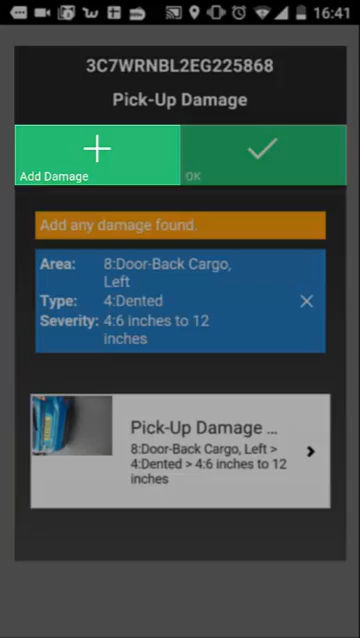 16:41
3C7WRNBL2EG225868
Pick-Up Damage
Add Damage
OK
Add any damage found.
Area: 8:Door-Back Cargo,
Left
Type: 4:Dented
Severity: 4:6 inches to 12
inches
Pick-Up Damage ...
8:Door-Back Cargo, Left >
4:Dented > 4:6 inches to 12
inches